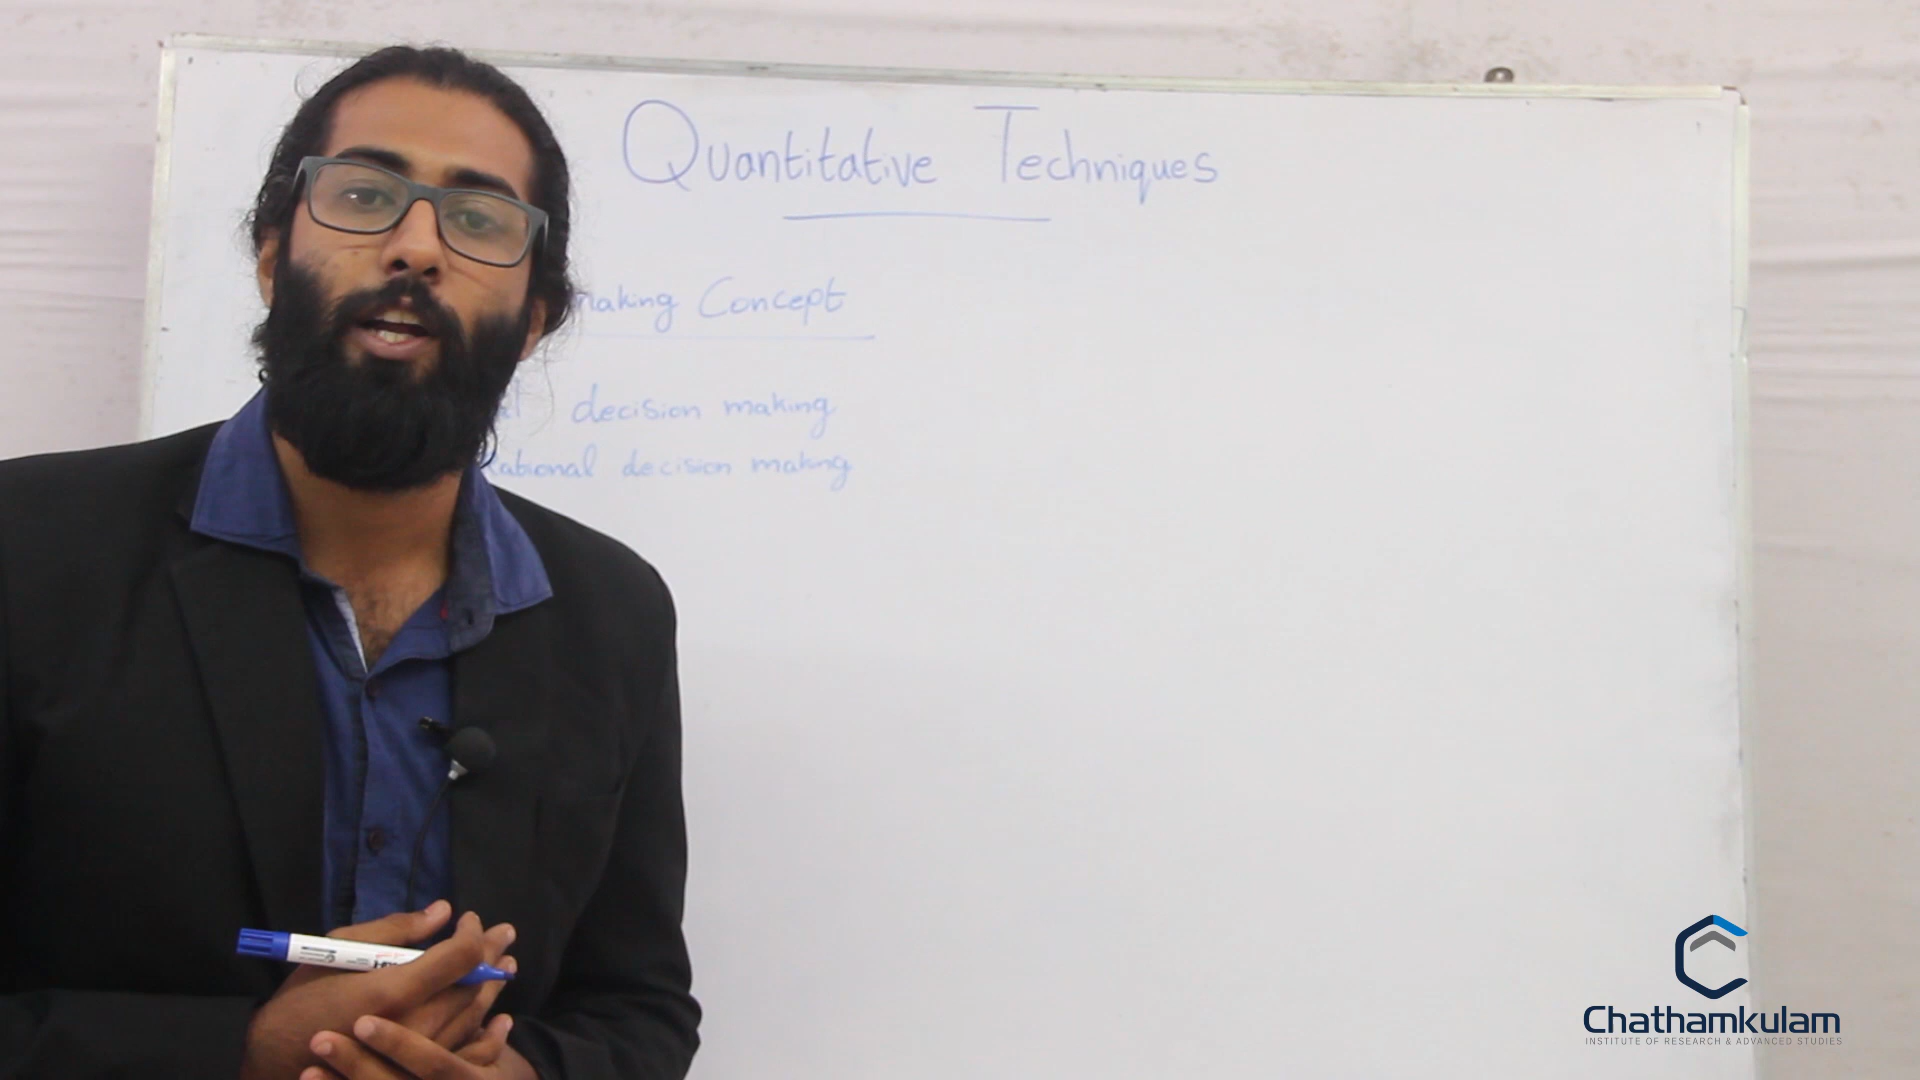 Quantitative Techniques
making Concept
decision making
Rational decision making
Chathamkulam
INSTITUTE OF RESEARCH & ADVANCED STUDIES